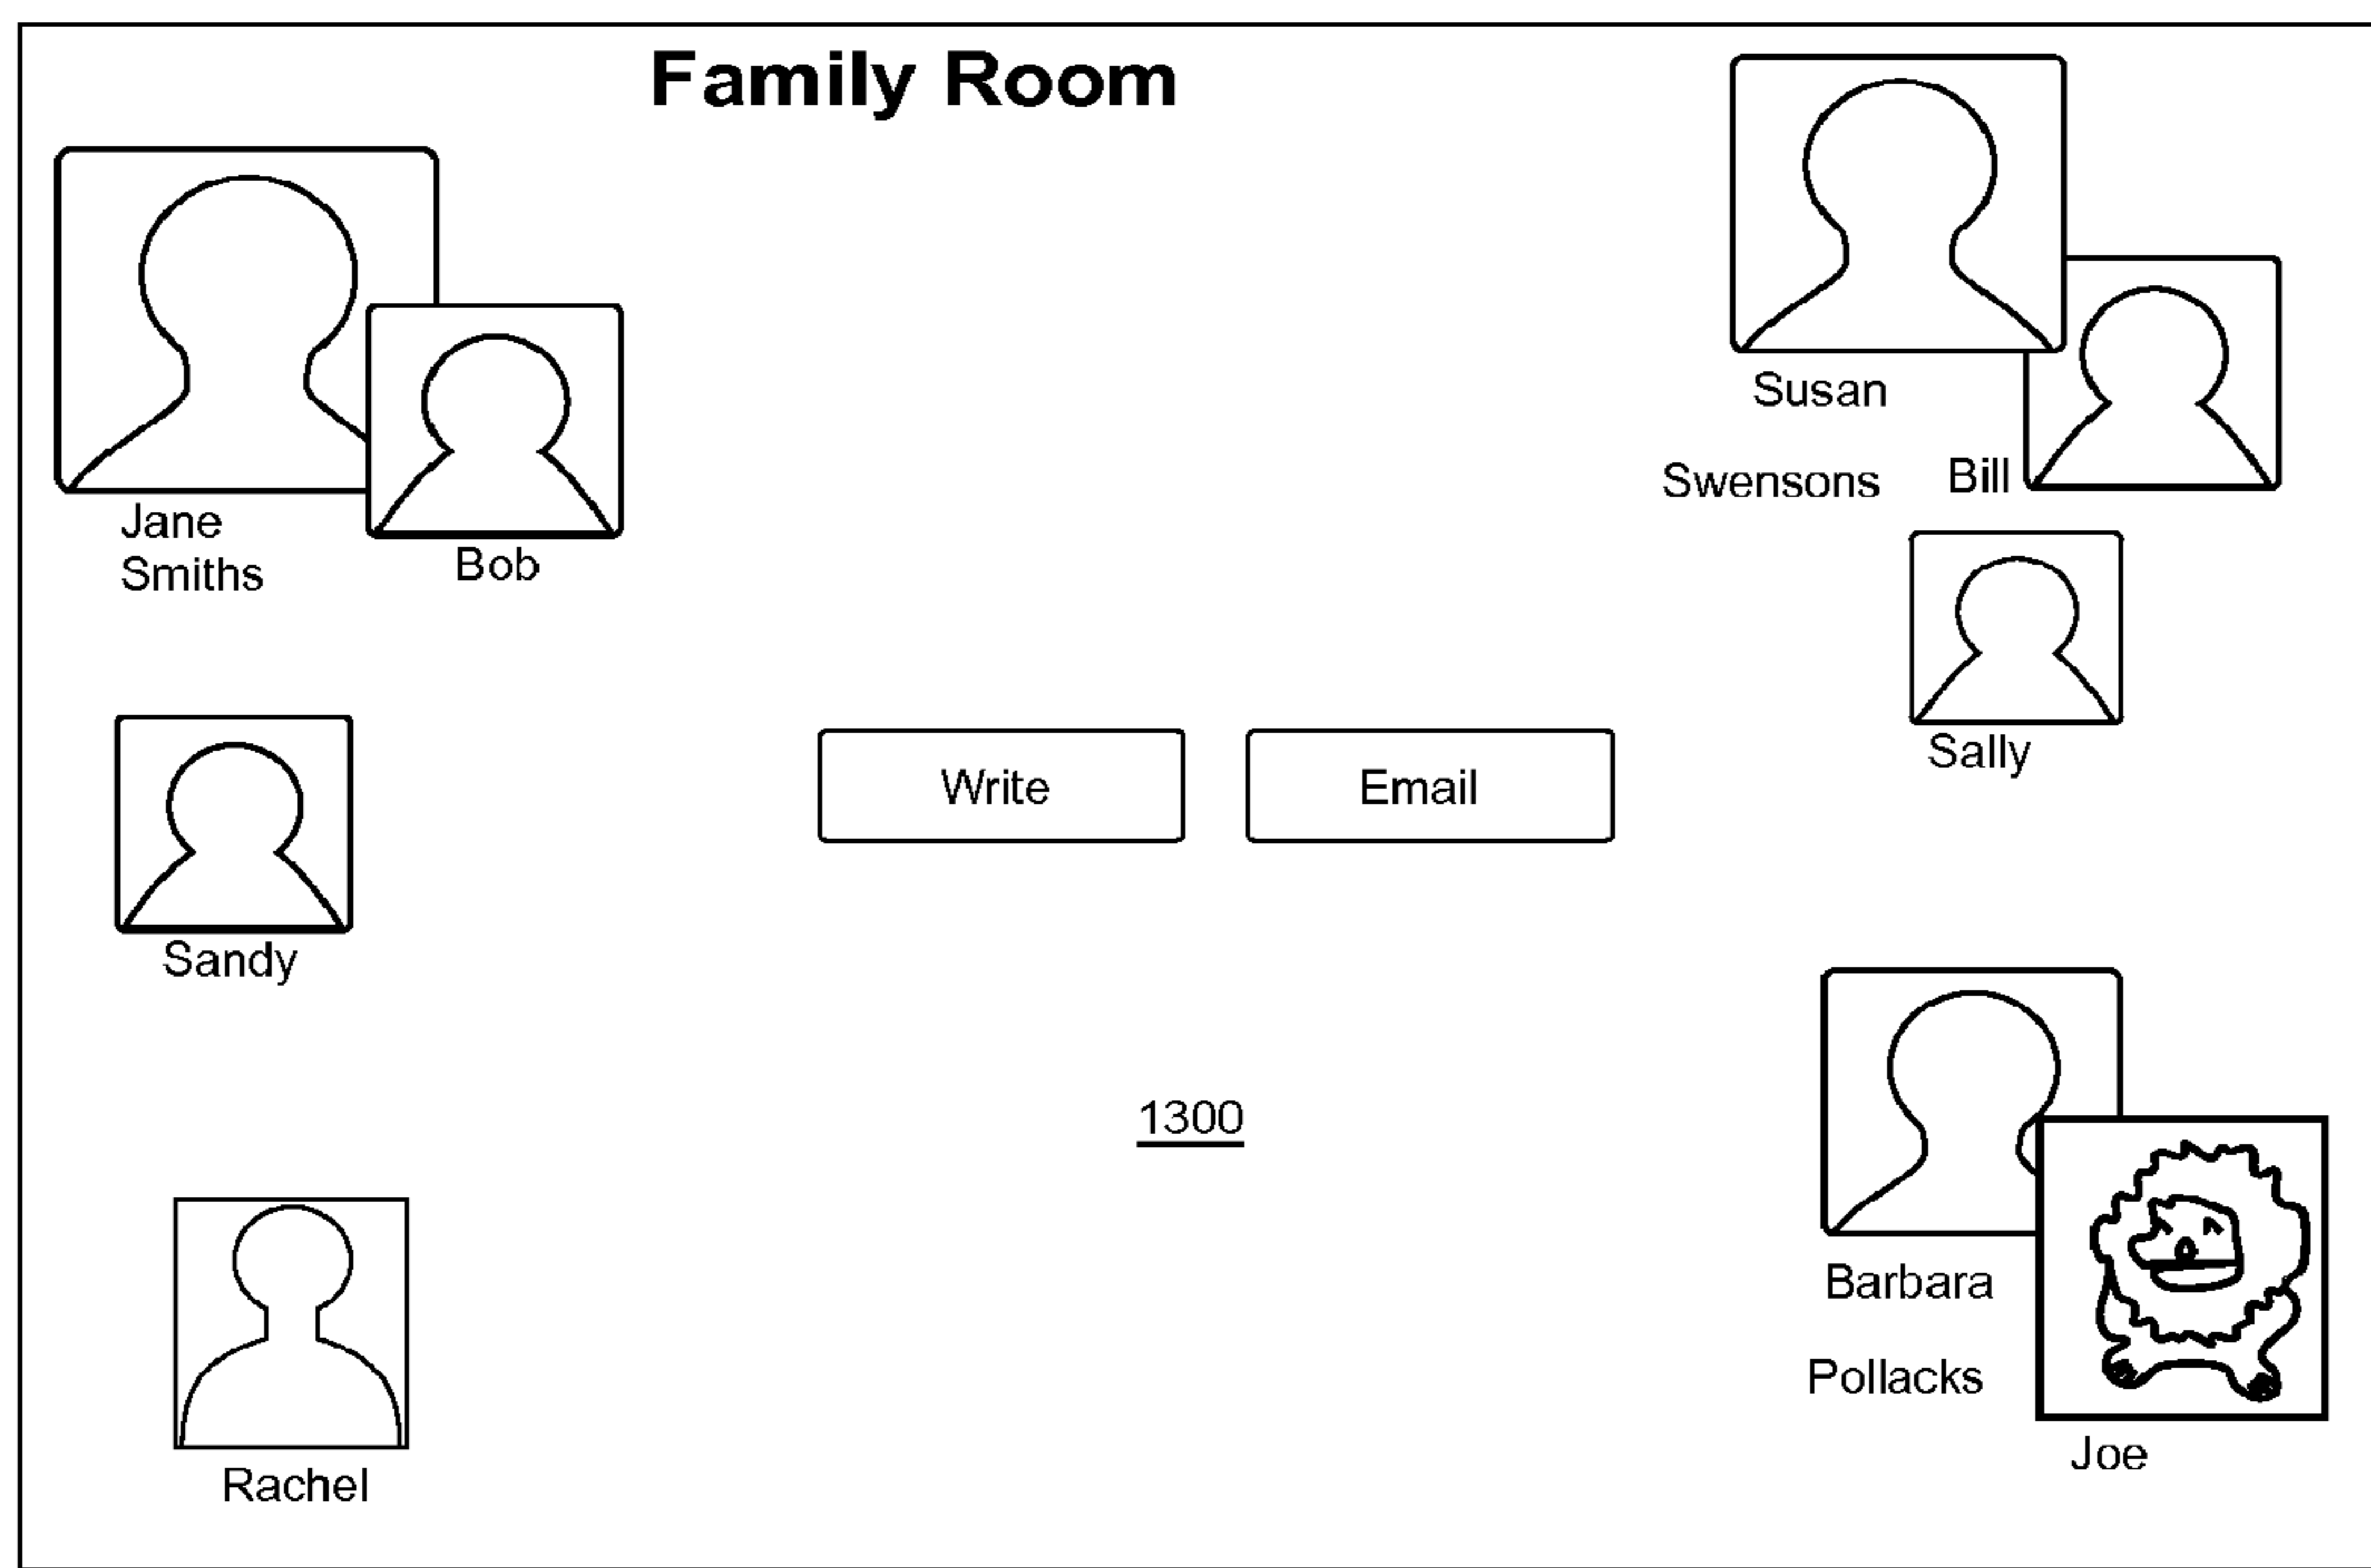 Family Room
Jane
Smiths
Bob
Susan
Swensons
Bill
Sally
Sandy
Write
Email
1300
Barbara
Pollacks
Joe
Rachel